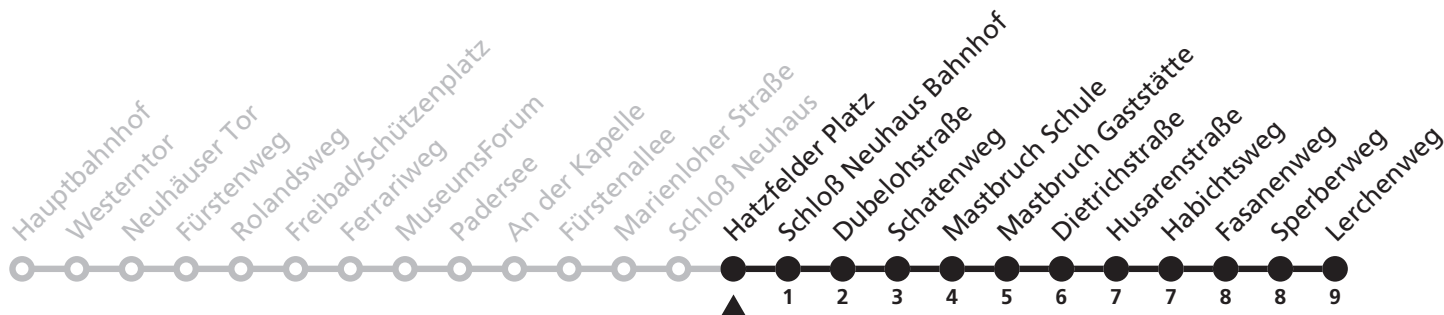 Hauptbahnhof
Westerntor
Neuhäuser Tor
Fürstenweg
Rolandsweg
Freibad/Schützenplatz
Ferrariweg
MuseumsForum
Padersee
An der Kapelle
Fürstenallee
Marienloher Straße
Schloß Neuhaus
Hatzfelder Platz
Schloß Neuhaus Bahnhof
Dubelohstraße
Schatenweg
Mastbruch Schule
Mastbruch Gaststätte
Dietrichstraße
Husarenstraße
Habichtsweg
Fasanenweg
Sperberweg
Lerchenweg
1 2 3 4 5 6 7 7 8 8 9